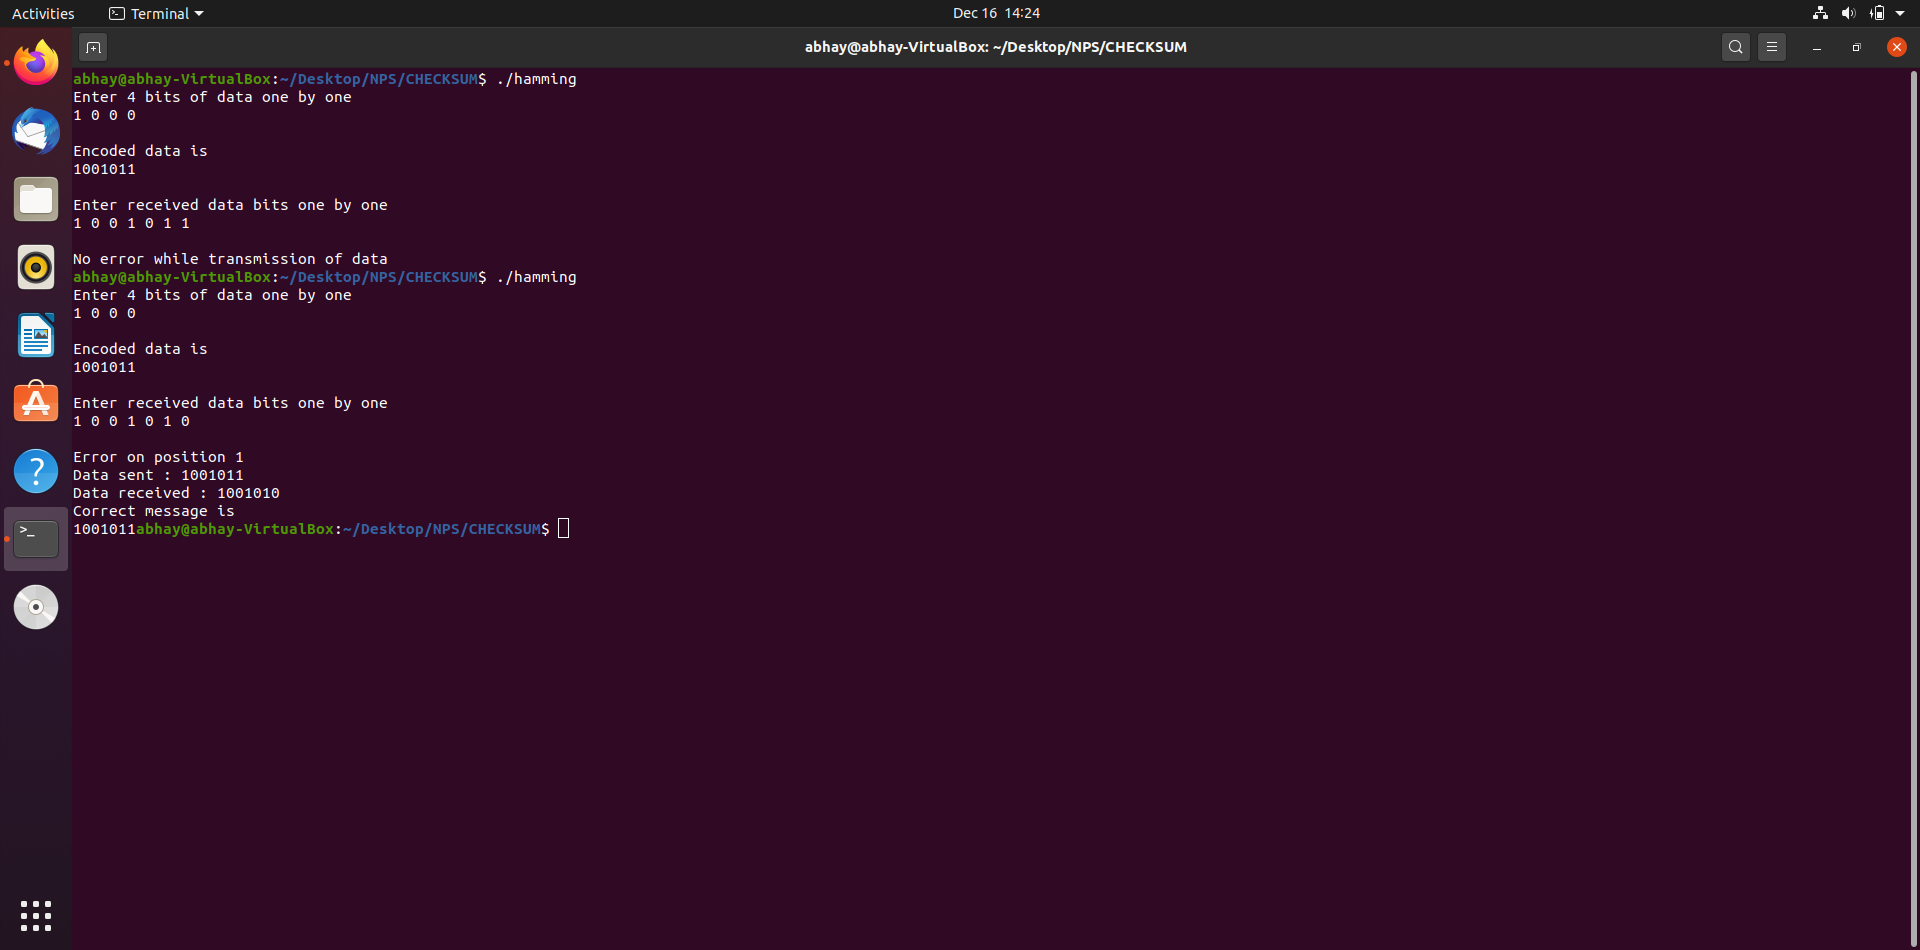 Activities
Terminal
Dec 16 14:24
abhay@abhay-VirtualBox: ~/Desktop/NPS/CHECKSUM
abhay@abhay-VirtualBox:~/Desktop/NPS/CHECKSUM$ ./hamming
Enter 4 bits of data one by one
1 0 0 0
Encoded data is
1001011
Enter received data bits one by one
1 0 0 1 0 1 1
No error while transmission of data
abhay@abhay-VirtualBox:~/Desktop/NPS/CHECKSUM$ ./hamming
Enter 4 bits of data one by one
1 0 0 0
Encoded data is
1001011
Enter received data bits one by one
1 0 0 1 0 1 0
Error on position 1
Data sent : 1001011
Data received : 1001010
Correct message is
1001011abhay@abhay-VirtualBox:~/Desktop/NPS/CHECKSUM$